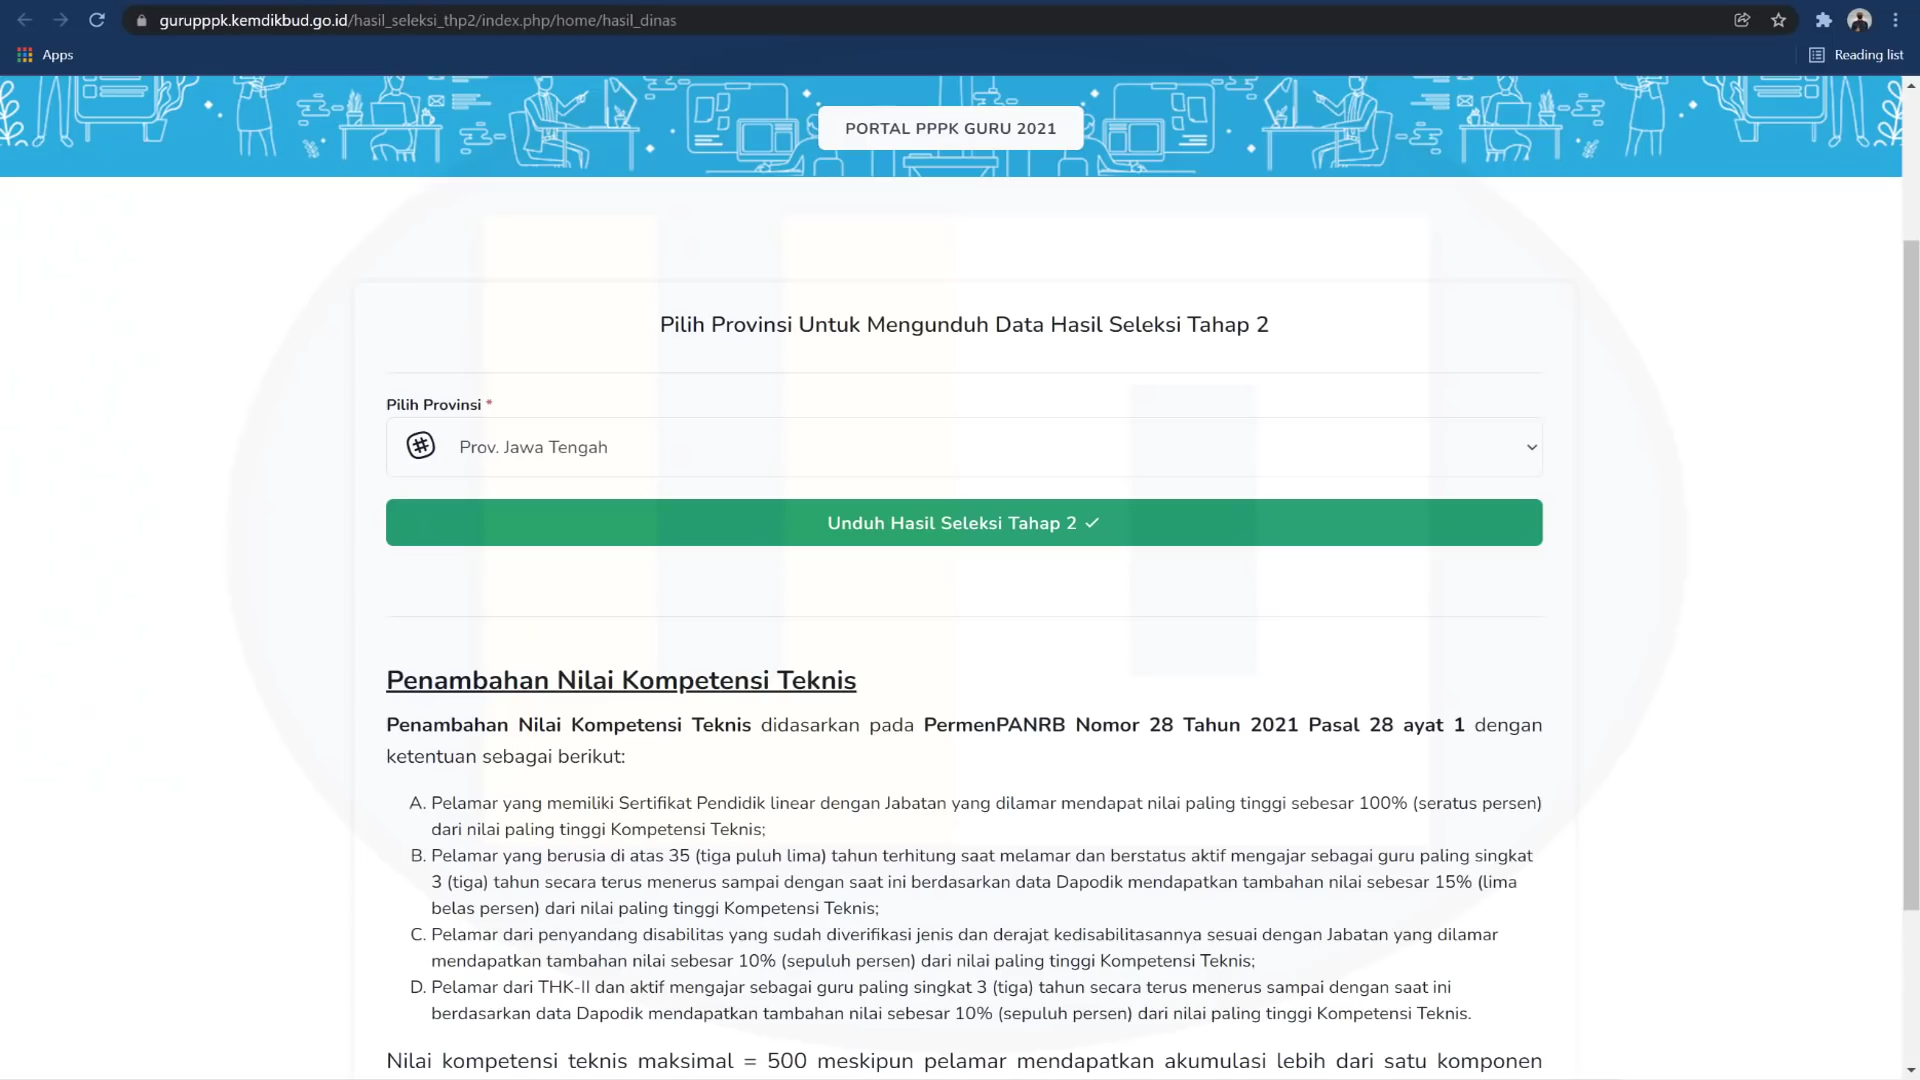 gurupppk.kemdikbud.go.id/hasil_seleksi_thp2/index.php/home/hasil_dinas
Apps
Reading list
PORTAL PPPK GURU 2021
Pilih Provinsi Untuk Mengunduh Data Hasil Seleksi Tahap 2
Pilih Provinsi *
Prov. Jawa Tengah
Unduh Hasil Seleksi Tahap 2 ✓
Penambahan Nilai Kompetensi Teknis
Penambahan Nilai Kompetensi Teknis didasarkan pada PermenPANRB Nomor 28 Tahun 2021 Pasal 28 ayat 1 dengan
ketentuan sebagai berikut:
A. Pelamar yang memiliki Sertifikat Pendidik linear dengan Jabatan yang dilamar mendapat nilai paling tinggi sebesar 100% (seratus persen)
dari nilai paling tinggi Kompetensi Teknis;
B. Pelamar yang berusia di atas 35 (tiga puluh lima) tahun terhitung saat melamar dan berstatus aktif mengajar sebagai guru paling singkat
3 (tiga) tahun secara terus menerus sampai dengan saat ini berdasarkan data Dapodik mendapatkan tambahan nilai sebesar 15% (lima
belas persen) dari nilai paling tinggi Kompetensi Teknis;
C. Pelamar dari penyandang disabilitas yang sudah diverifikasi jenis dan derajat kedisabilitasannya sesuai dengan Jabatan yang dilamar
mendapatkan tambahan nilai sebesar 10% (sepuluh persen) dari nilai paling tinggi Kompetensi Teknis;
D. Pelamar dari THK-II dan aktif mengajar sebagai guru paling singkat 3 (tiga) tahun secara terus menerus sampai dengan saat ini
berdasarkan data Dapodik mendapatkan tambahan nilai sebesar 10% (sepuluh persen) dari nilai paling tinggi Kompetensi Teknis.
Nilai kompetensi teknis maksimal = 500 meskipun pelamar mendapatkan akumulasi lebih dari satu komponen